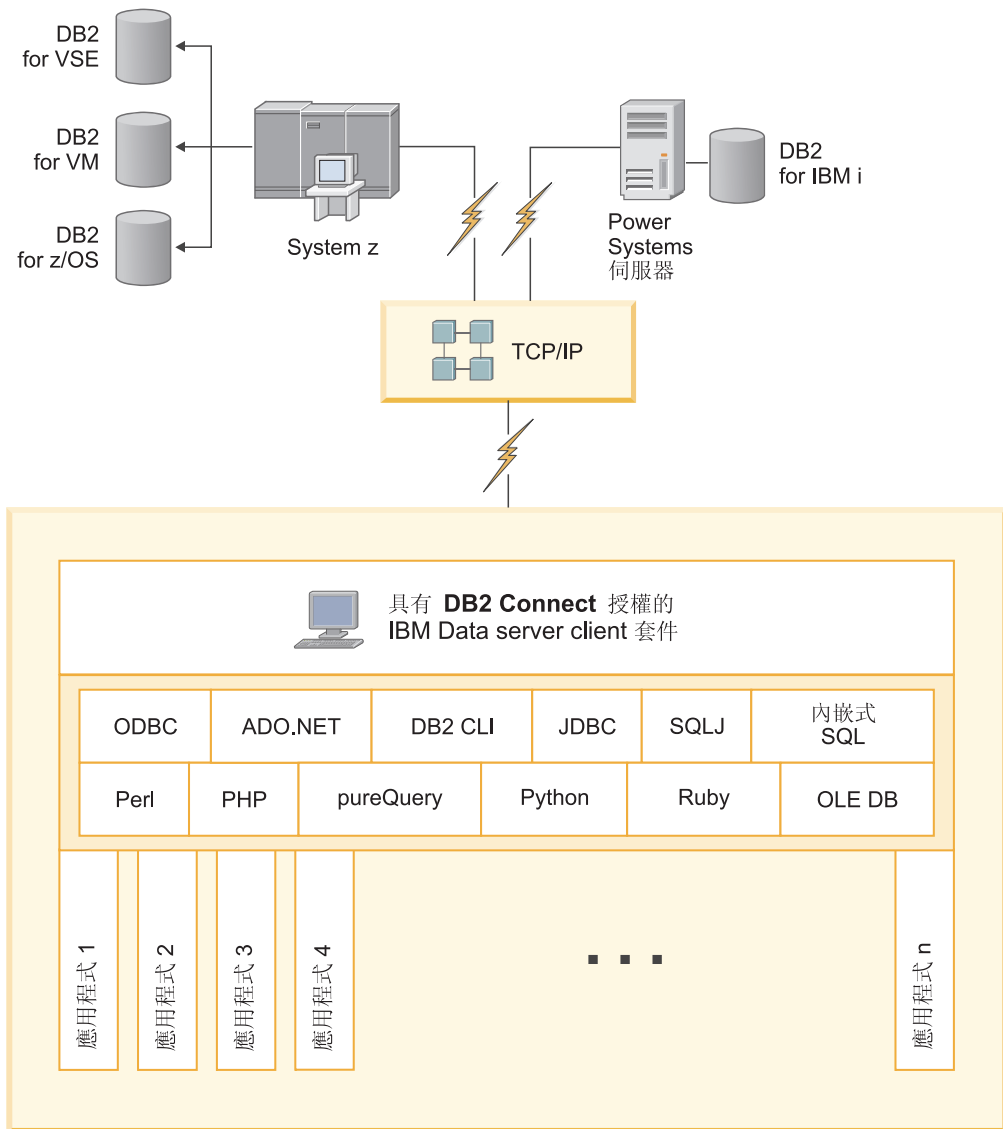 DB2
for VSE
DB2
for VM
DB2
for z/OS
System z
Power
Systems
伺服器
DB2
for IBM i
TCP/IP
具有 DB2 Connect 授權的
IBM Data server client 套件
ODBC
ADO.NET
DB2 CLI
JDBC
SQLJ
內嵌式
SQL
Perl
PHP
pureQuery
Python
Ruby
OLE DB
應用程式 1
應用程式 2
應用程式 3
應用程式 4
應用程式 n